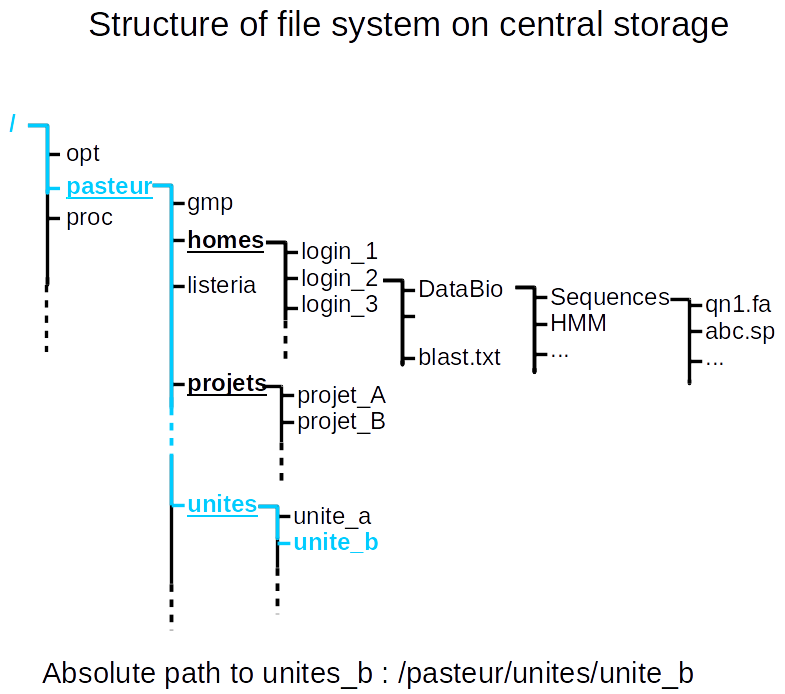 Structure of file system on central storage
/
opt
pasteur
proc
gmp
homes
listeria
projets
unites
login_1
login_2
login_3
DataBio
blast.txt
Sequences
HMM
...
qn1.fa
abc.sp
...
projet_A
projet_B
unite_a
unite_b
Absolute path to unites_b : /pasteur/unites/unite_b